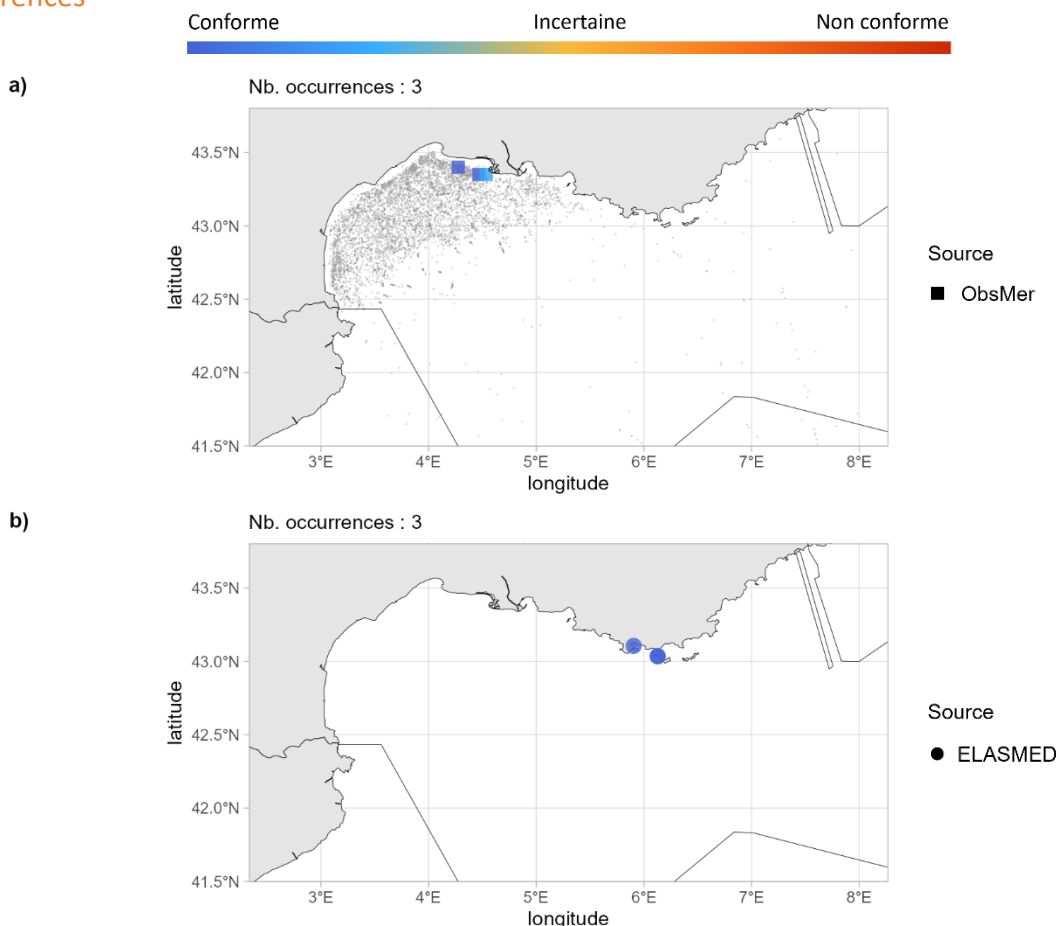 rences
Conforme Incertaine Non conforme
a)
Nb. occurrences : 3
43.5°N
43.0°N
42.5°N
42.0°N
41.5°N
latitude
3°E 4°E 5°E 6°E 7°E 8°E
longitude
Source
ObsMer
b)
Nb. occurrences : 3
43.5°N
43.0°N
42.5°N
42.0°N
41.5°N
latitude
3°E 4°E 5°E 6°E 7°E 8°E
longitude
Source
ELASMED